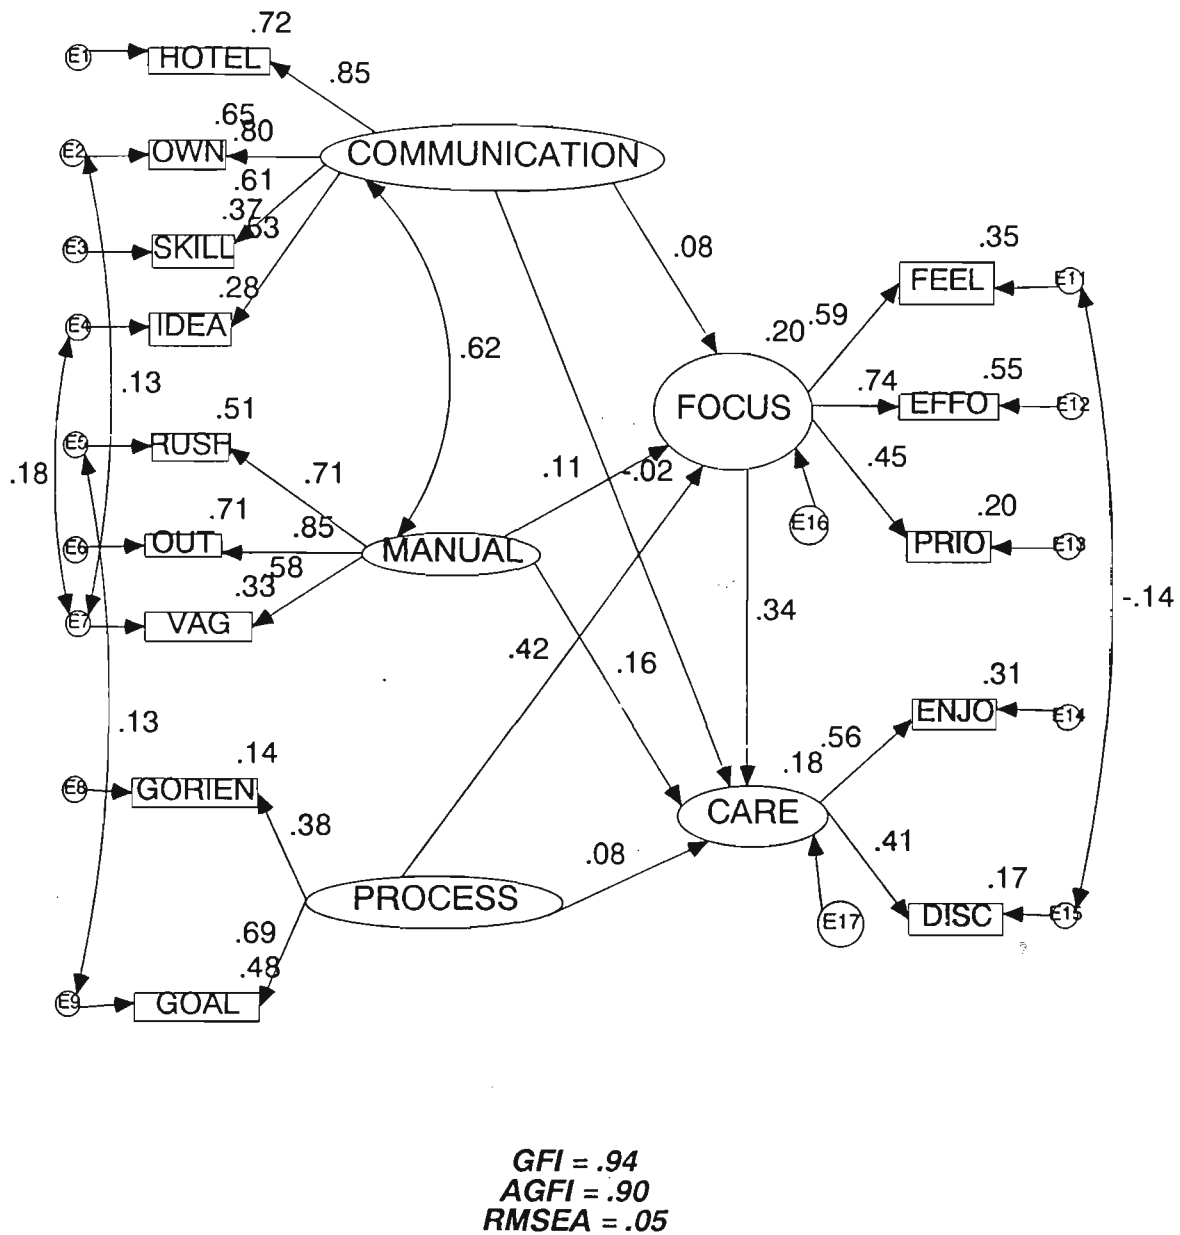 .72
E1
HOTEL
.85
.65
.80
E2
OWN
COMMUNICATION
.61
.37
.53
E3
SKILL
.08
.35
FEEL
E11
.28
E4
IDEA
.20
.59
.62
.13
.74
.55
FOCUS
EFFO
E12
.51
E5
RUSH
.18
.71
.11
-.02
.45
.71
.85
E16
.20
E6
OUT
MANUAL
PRIO
E13
.58
.33
E7
VAG
.34
-.14
.42
.16
.31
.13
ENJO
E14
.14
.56
.18
E8
GORIEN
.38
CARE
.08
.41
.17
PROCESS
E17
DISC
E15
.69
.48
E9
GOAL
GFI = .94
AGFI = .90
RMSEA = .05